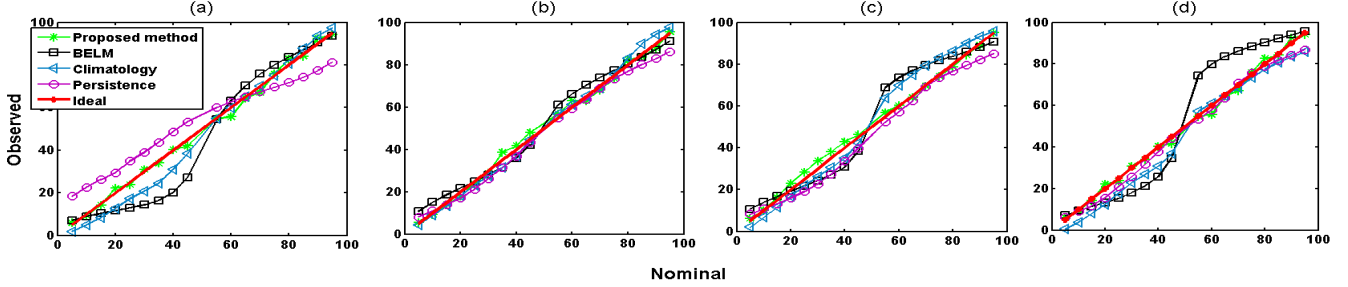 (a) (b) (c) (d)
100 100 100 100
Proposed method
BELM
Climatology
Persistence
Ideal
80 80 80
60 60 60
40 40 40 40
20 20 20 20
0 0 0 0
0 20 40 60 80 100 0 20 40 60 80 100 0 20 40 60 80 100 0 20 40 60 80 100
Observed
Nominal